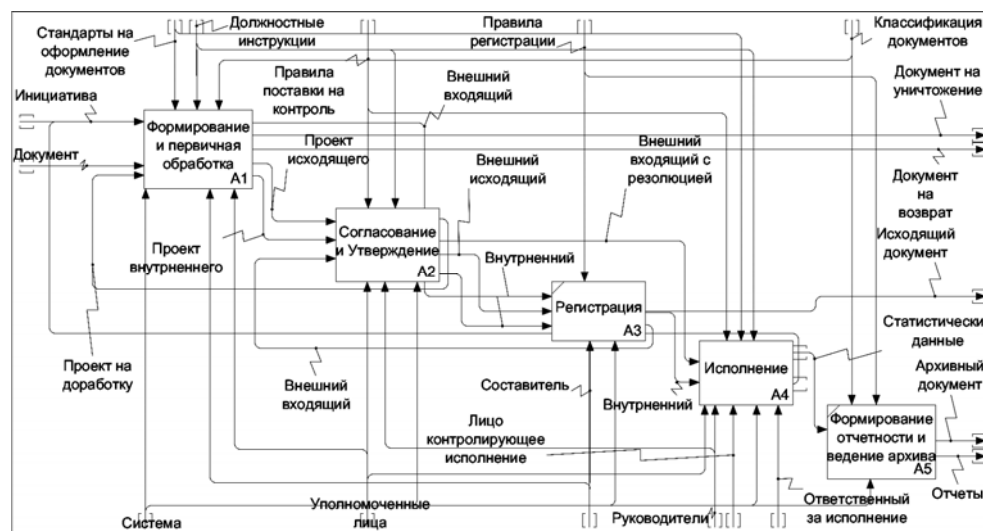 Стандарты на
оформление
документов
Должностные
инструкции
Правила
регистрации
Классификация
документов
Инициатива
Документ
Правила
поставки на
контроль
Внешний
входящий
Документ на
уничтожение
Формирование
и первичная
обработка
A1
Проект
исходящего
Внешний
исходящий
Внешний
входящий с
резолюцией
Документ
на
возврат
Проект
внутрненнего
Согласование
и Утверждение
A2
Внутрненний
Исходящий
документ
Регистрация
A3
Проект на
доработку
Внешний
входящий
Составитель
Внутрненний
Исполнение
A4
Статистически
данные
Архивный
документ
Лицо
контролирующее
исполнение
Формирование
отчетности и
ведение архива
A5
Отчеты
Система
Уполномоченные
лица
Руководители
Ответственный
за исполнение